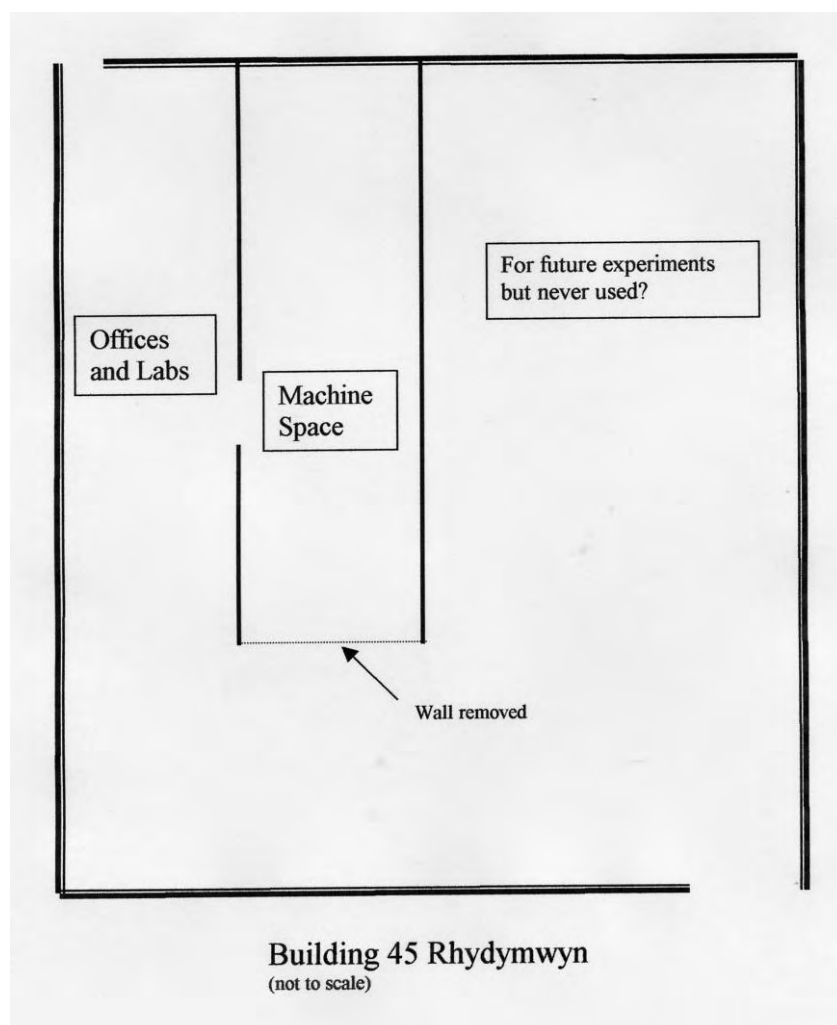 For future experiments
but never used?
Offices
and Labs
Machine
Space
Wall removed
Building 45 Rhydymwyn
(not to scale)